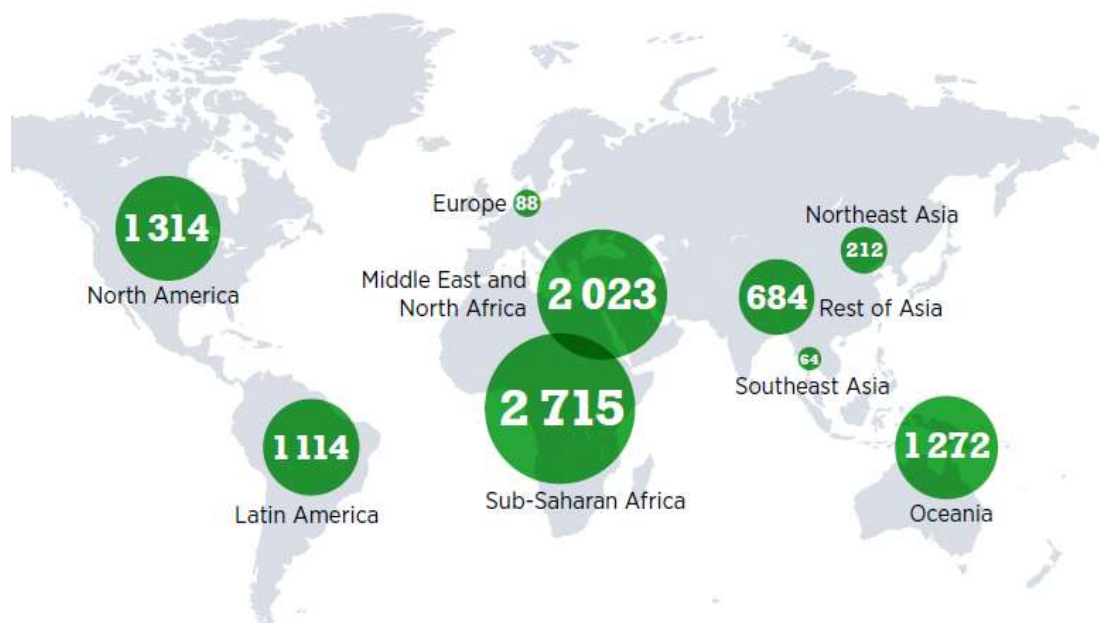 1 314
North America
Europe 88
Northeast Asia
212
Middle East and
North Africa
2 023
684
Rest of Asia
64
Southeast Asia
2 715
Sub-Saharan Africa
1 114
Latin America
1 272
Oceania